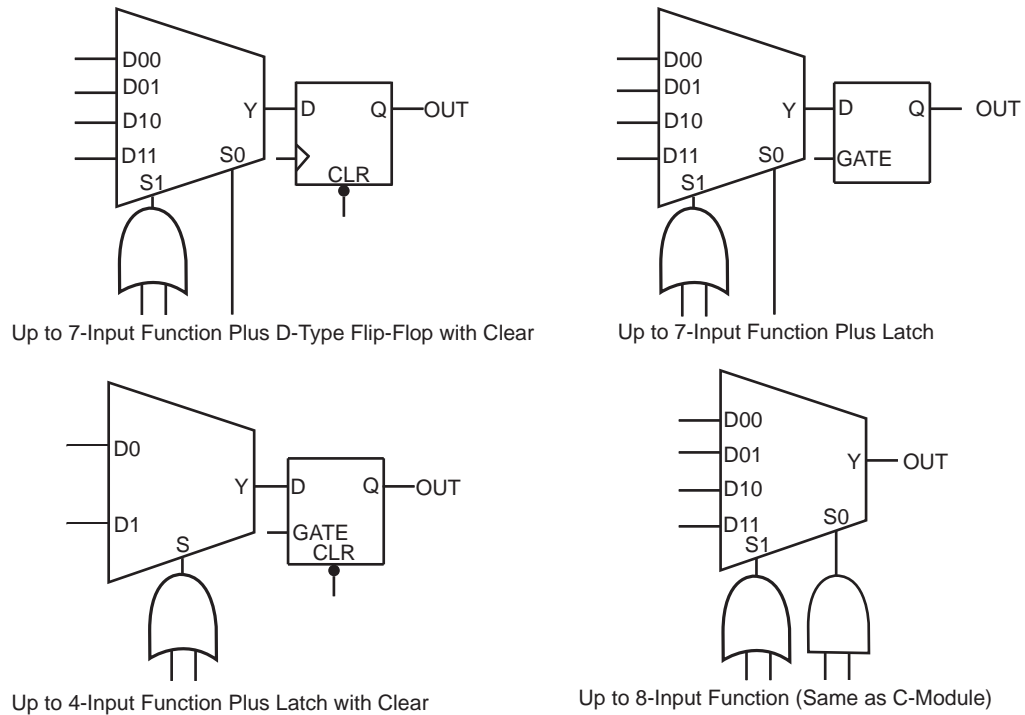 D00
D01
D10
D11
Y
S0
S1
D
Q
OUT
CLR
Up to 7-Input Function Plus D-Type Flip-Flop with Clear
D00
D01
D10
D11
Y
S0
S1
D
Q
OUT
GATE
Up to 7-Input Function Plus Latch
D0
D1
Y
S
D
Q
OUT
GATE
CLR
Up to 4-Input Function Plus Latch with Clear
D00
D01
D10
D11
Y
OUT
S0
S1
Up to 8-Input Function (Same as C-Module)